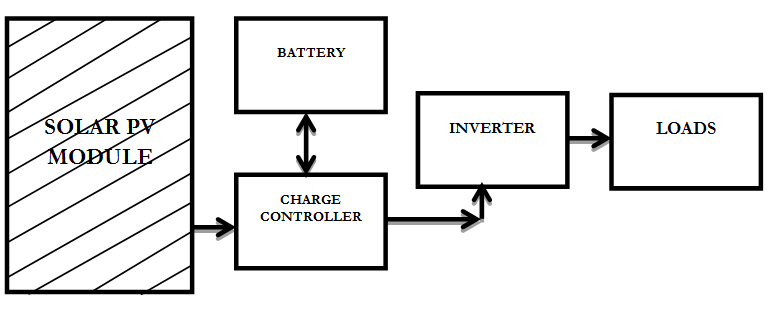 SOLAR PV
MODULE
BATTERY
CHARGE
CONTROLLER
INVERTER
LOADS